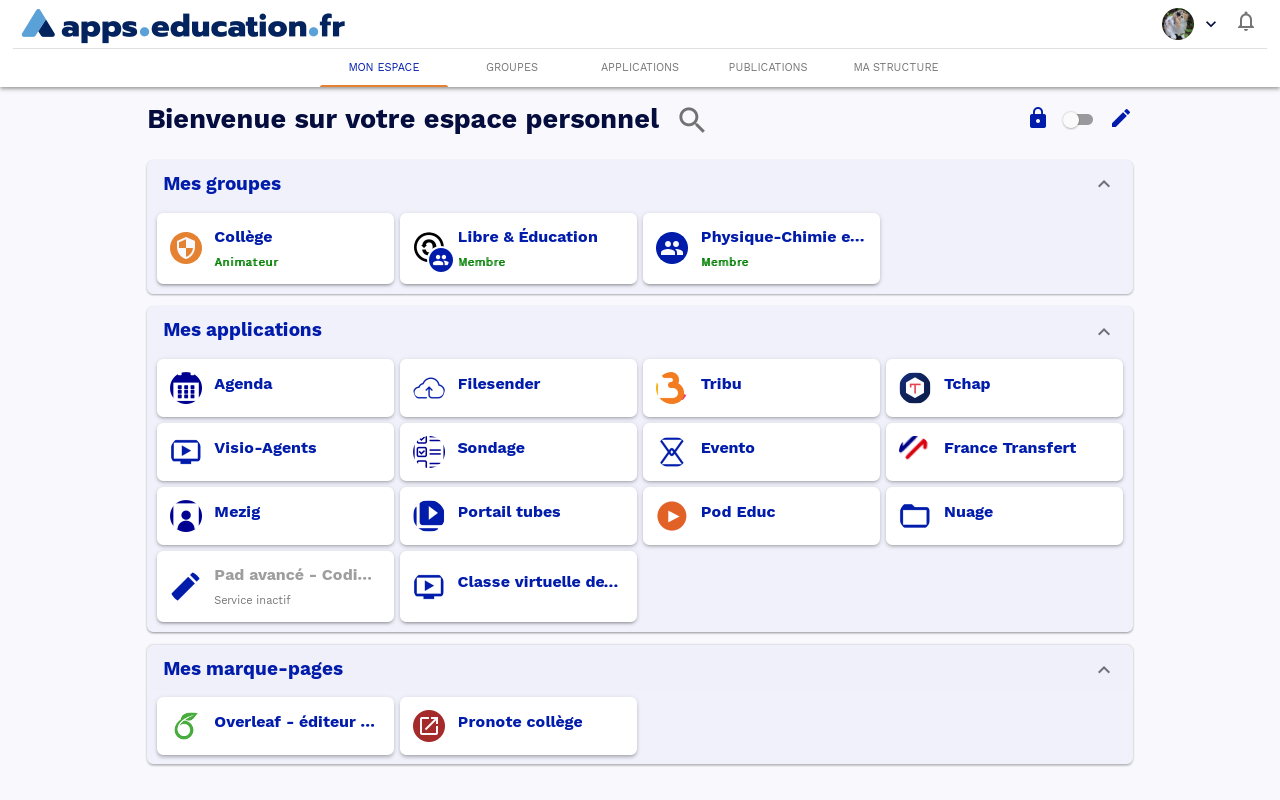 apps.education.fr
MON ESPACE
GROUPES
APPLICATIONS
PUBLICATIONS
MA STRUCTURE
Bienvenue sur votre espace personnel
Mes groupes
Collège
Animateur
Libre & Éducation
Membre
Physique-Chimie e...
Membre
Mes applications
Agenda
Filesender
Tribu
Tchap
Visio-Agents
Sondage
Evento
France Transfert
Mezig
Portail tubes
Pod Educ
Nuage
Pad avancé - Codi...
Service inactif
Classe virtuelle de...
Mes marque-pages
Overleaf - éditeur ...
Pronote collège